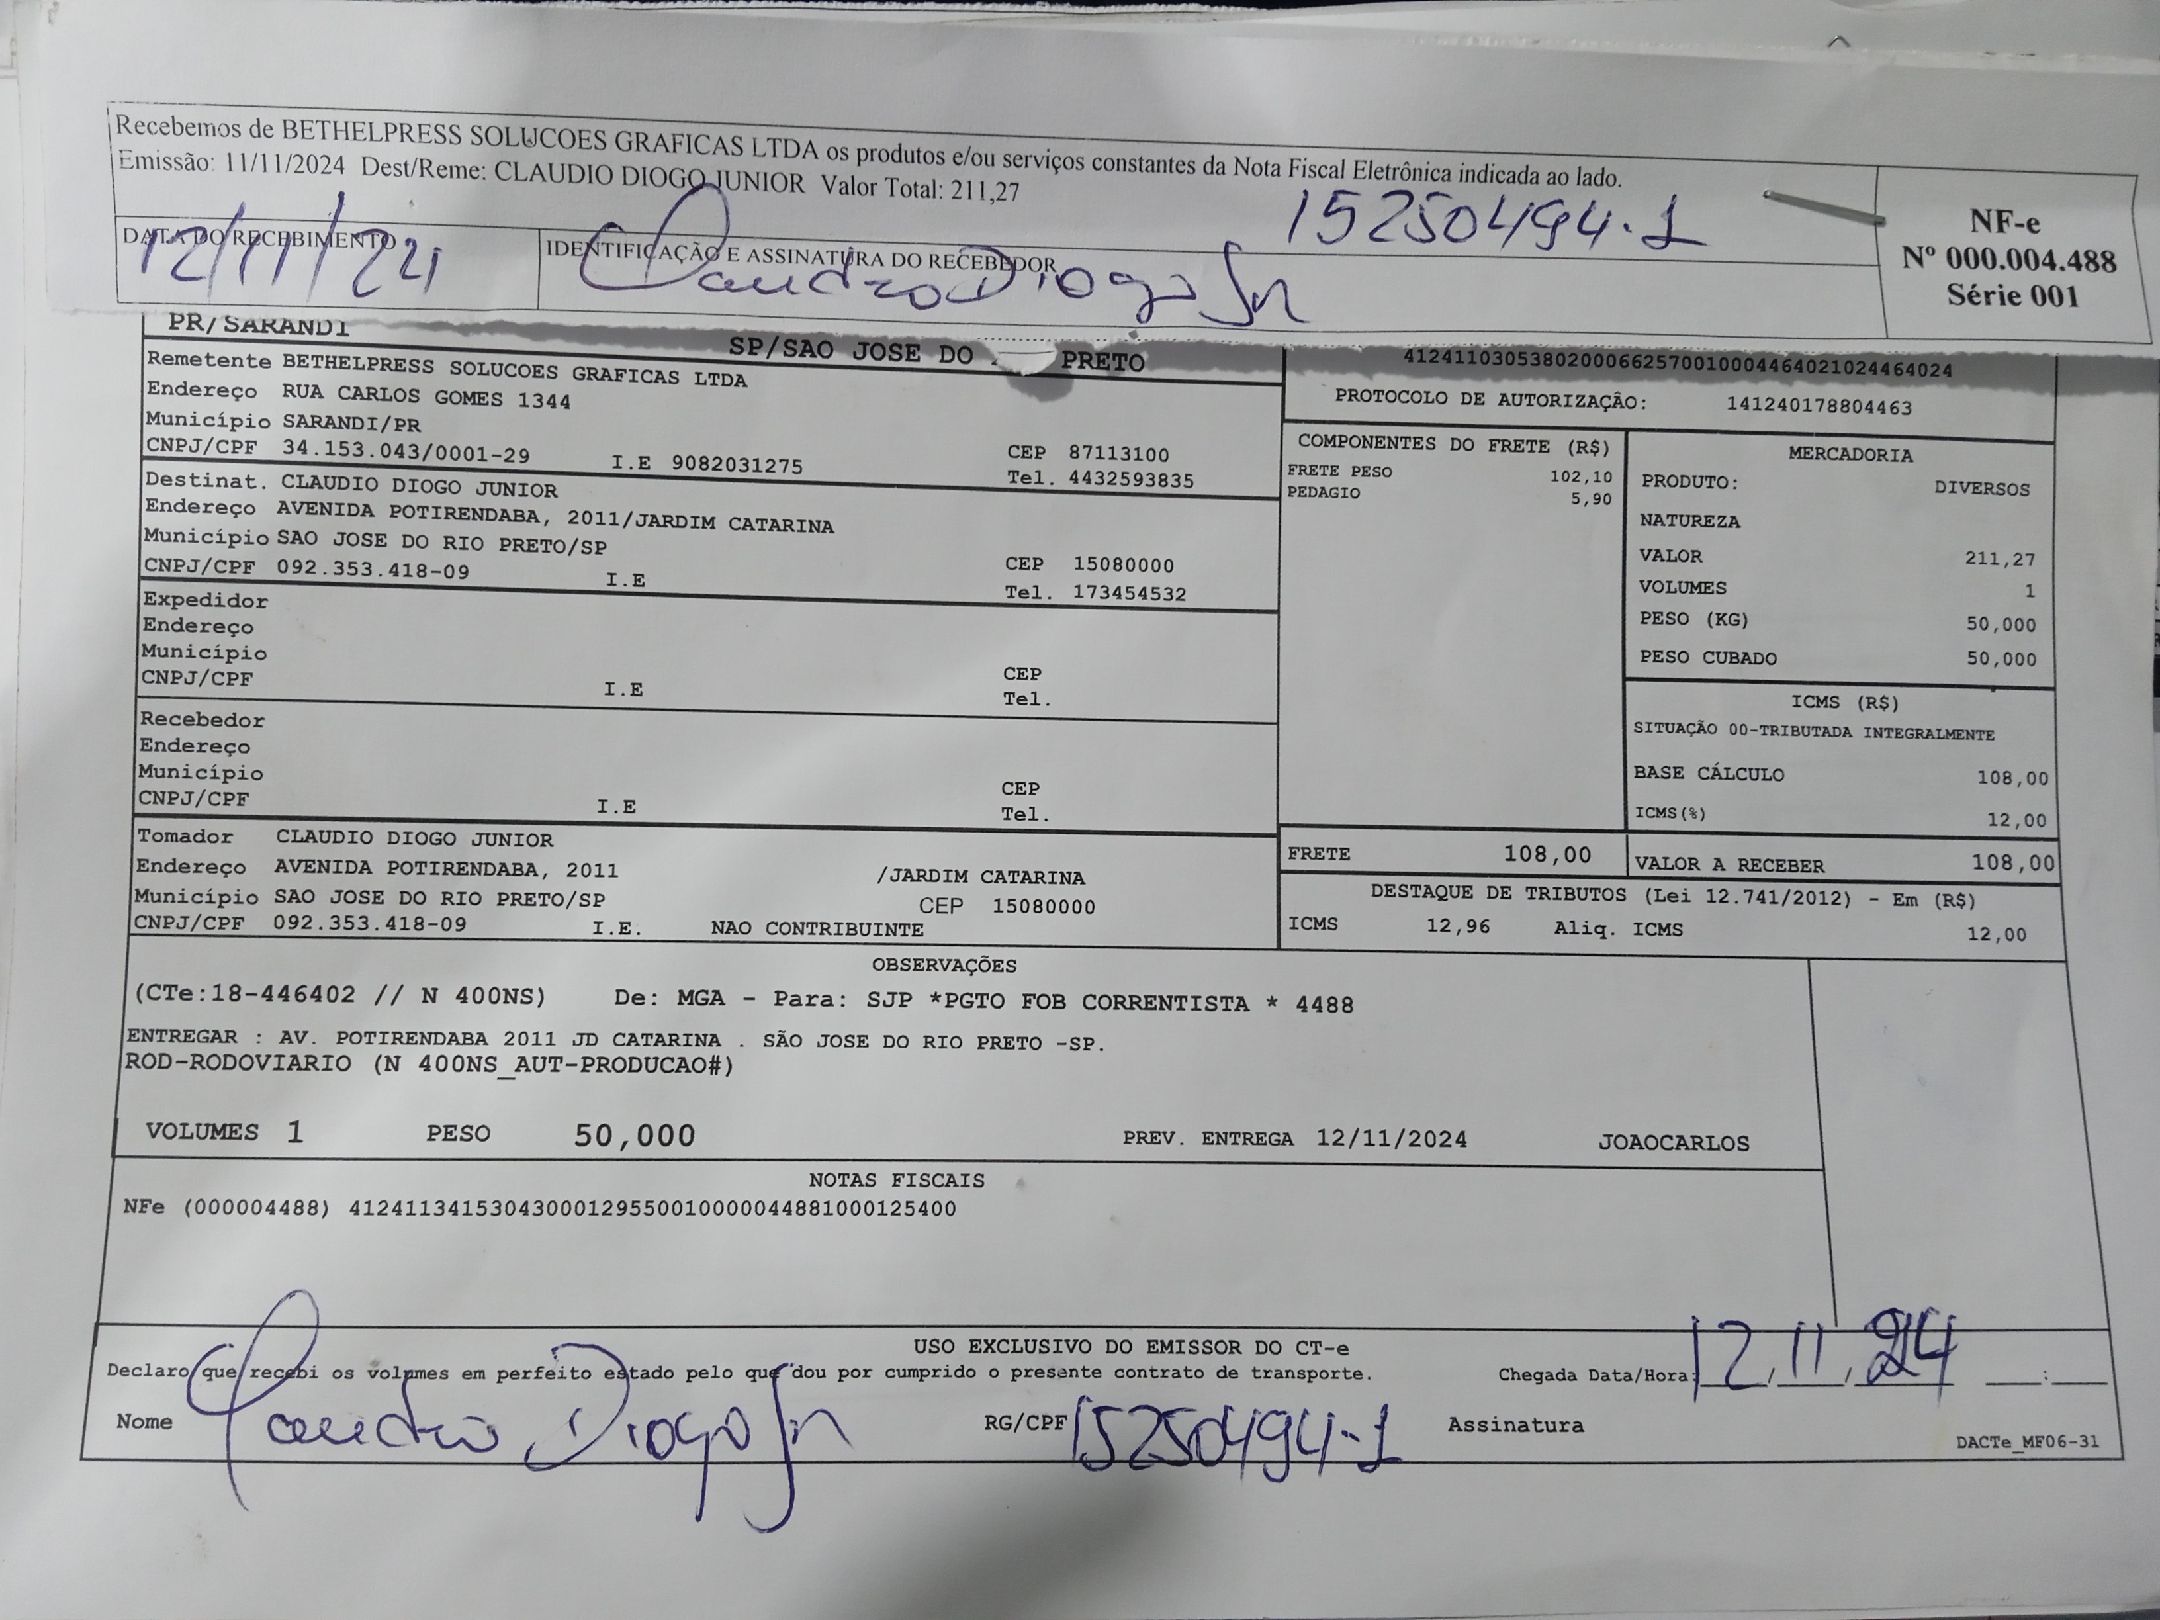 Recebemos de BETHELPRESS SOLUCOES GRAFICAS LTDA os produtos e/ou serviços constantes da Nota Fiscal Eletrônica indicada ao lado.
Emissão: 11/11/2024 Dest/Reme: CLAUDIO DIOGO JUNIOR Valor Total: 211,27
15250494-1
NF-e
Nº 000.004.488
Série 001
DATA DO RECEBIMENTO
12/11/24
IDENTIFICAÇÃO E ASSINATURA DO RECEBEDOR
Claudio Diogo Jr
PR/SARANDI
SP/SAO JOSE DO PRETO
41241103053802000662570010004464021024464024
PROTOCOLO DE AUTORIZAÇÃO: 141240178804463
Remetente BETHELPRESS SOLUCOES GRAFICAS LTDA
Endereço RUA CARLOS GOMES 1344
Município SARANDI/PR
CEP 87113100
CNPJ/CPF 34.153.043/0001-29 I.E 9082031275 Tel. 4432593835
Destinat. CLAUDIO DIOGO JUNIOR
Endereço AVENIDA POTIRENDABA, 2011/JARDIM CATARINA
Município SAO JOSE DO RIO PRETO/SP
CEP 15080000
CNPJ/CPF 092.353.418-09 I.E Tel. 173454532
Expedidor
Endereço
Município
CEP
CNPJ/CPF I.E Tel.
Recebedor
Endereço
Município
CEP
CNPJ/CPF I.E Tel.
Tomador CLAUDIO DIOGO JUNIOR
Endereço AVENIDA POTIRENDABA, 2011 /JARDIM CATARINA
Município SAO JOSE DO RIO PRETO/SP CEP 15080000
CNPJ/CPF 092.353.418-09 I.E. NAO CONTRIBUINTE
COMPONENTES DO FRETE (R$)
FRETE PESO 102,10
PEDAGIO 5,90
MERCADORIA
PRODUTO: DIVERSOS
NATUREZA
VALOR 211,27
VOLUMES 1
PESO (KG) 50,000
PESO CUBADO 50,000
ICMS (R$)
SITUAÇÃO 00-TRIBUTADA INTEGRALMENTE
BASE CÁLCULO 108,00
ICMS(%) 12,00
FRETE 108,00 VALOR A RECEBER 108,00
DESTAQUE DE TRIBUTOS (Lei 12.741/2012) - Em (R$)
ICMS 12,96 Aliq. ICMS 12,00
OBSERVAÇÕES
(CTe:18-446402 // N 400NS) De: MGA - Para: SJP *PGTO FOB CORRENTISTA * 4488
ENTREGAR : AV. POTIRENDABA 2011 JD CATARINA . SÃO JOSE DO RIO PRETO -SP.
ROD-RODOVIARIO (N 400NS_AUT-PRODUCAO#)
VOLUMES 1 PESO 50,000 PREV. ENTREGA 12/11/2024 JOAOCARLOS
NOTAS FISCAIS
NFe (000004488) 41241134153043000129550010000044881000125400
USO EXCLUSIVO DO EMISSOR DO CT-e
Declaro que recebi os volumes em perfeito estado pelo que dou por cumprido o presente contrato de transporte. Chegada Data/Hora: 12/11/24 __:__
Nome Claudio Diogo Jr RG/CPF 15250494-1 Assinatura
DACTe_MF06-31